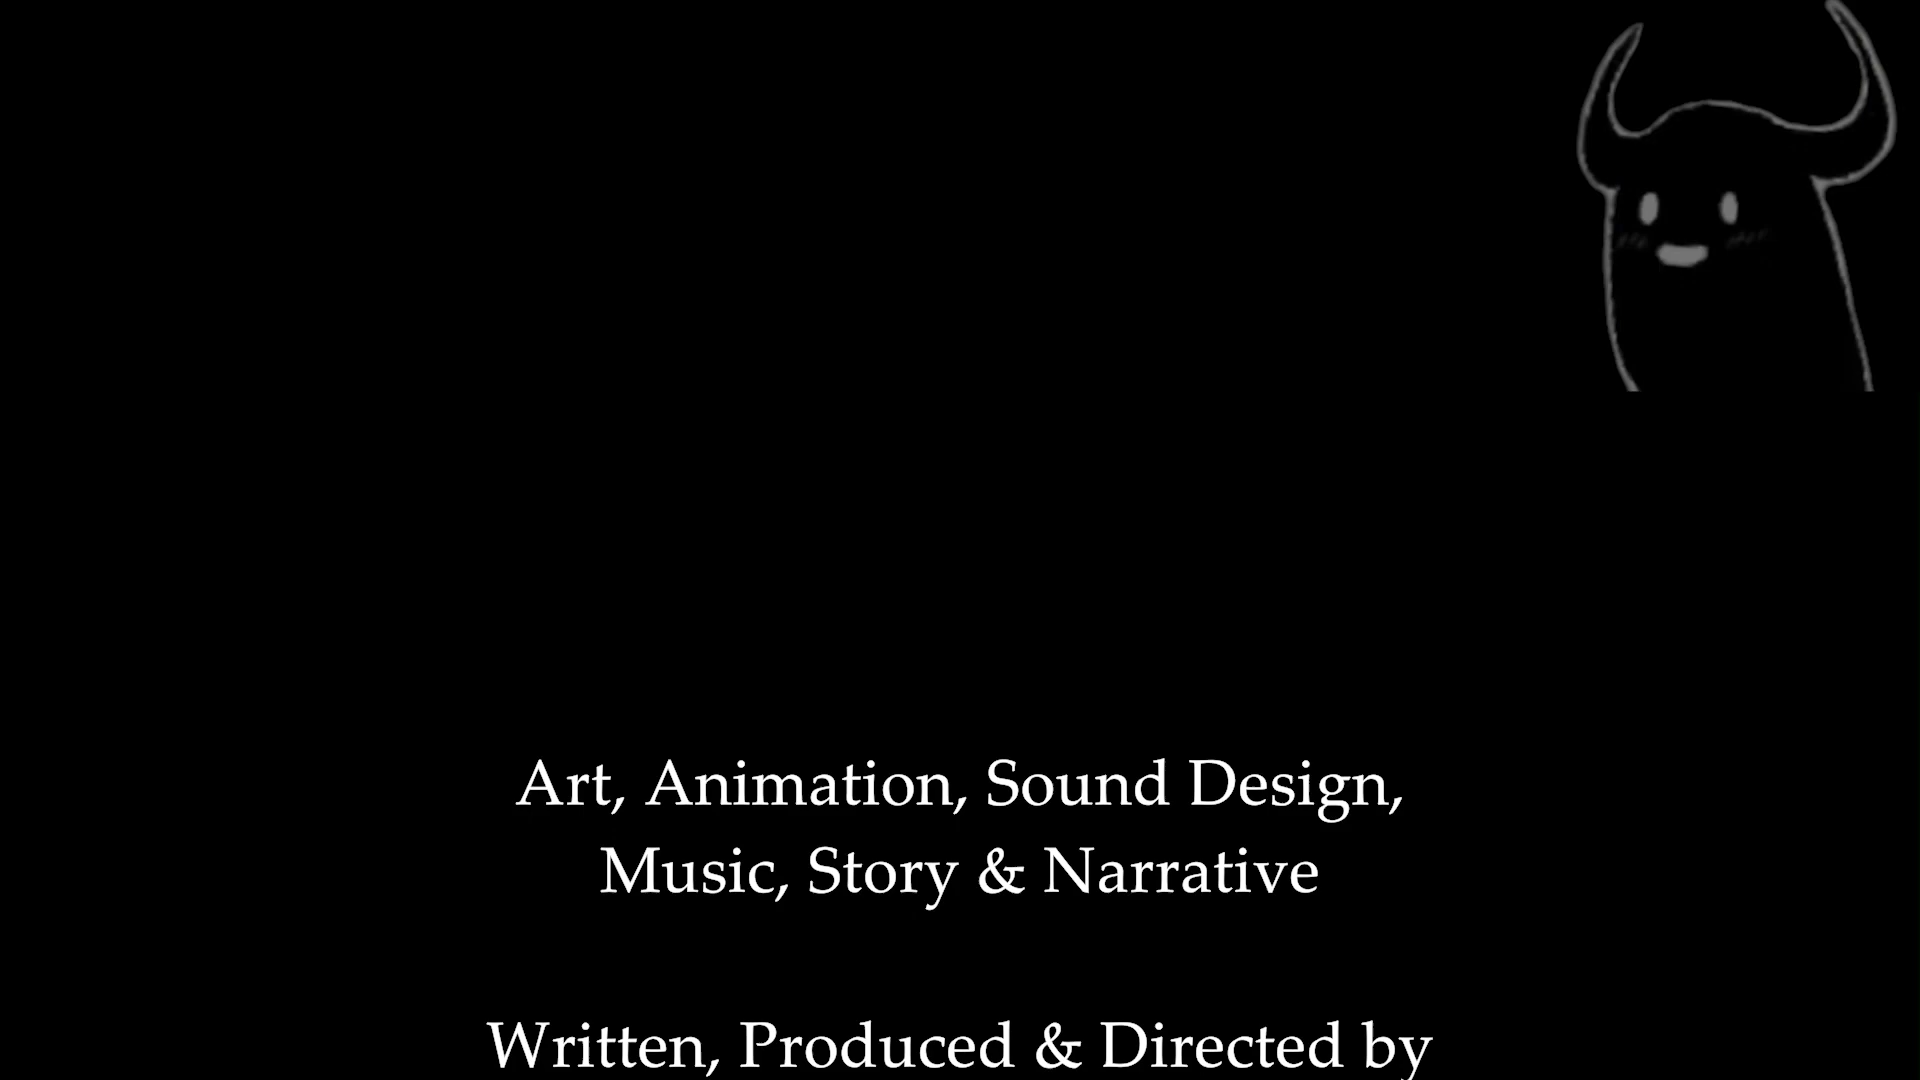 Art, Animation, Sound Design,
Music, Story & Narrative
Written, Produced & Directed by